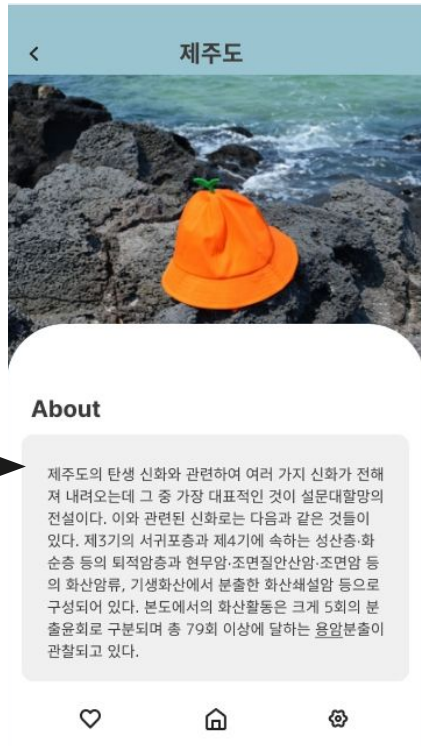 제주도
About
제주도의 탄생 신화와 관련하여 여러 가지 신화가 전해
져 내려오는데 그 중 가장 대표적인 것이 설문대할망의
전설이다. 이와 관련된 신화로는 다음과 같은 것들이
있다. 제3기의 서귀포층과 제4기에 속하는 성산층·화
순층 등의 퇴적암층과 현무암·조면질안산암·조면암 등
의 화산암류, 기생화산에서 분출한 화산쇄설암 등으로
구성되어 있다. 본도에서의 화산활동은 크게 5회의 분
출윤회로 구분되며 총 79회 이상에 달하는 용암분출이
관찰되고 있다.